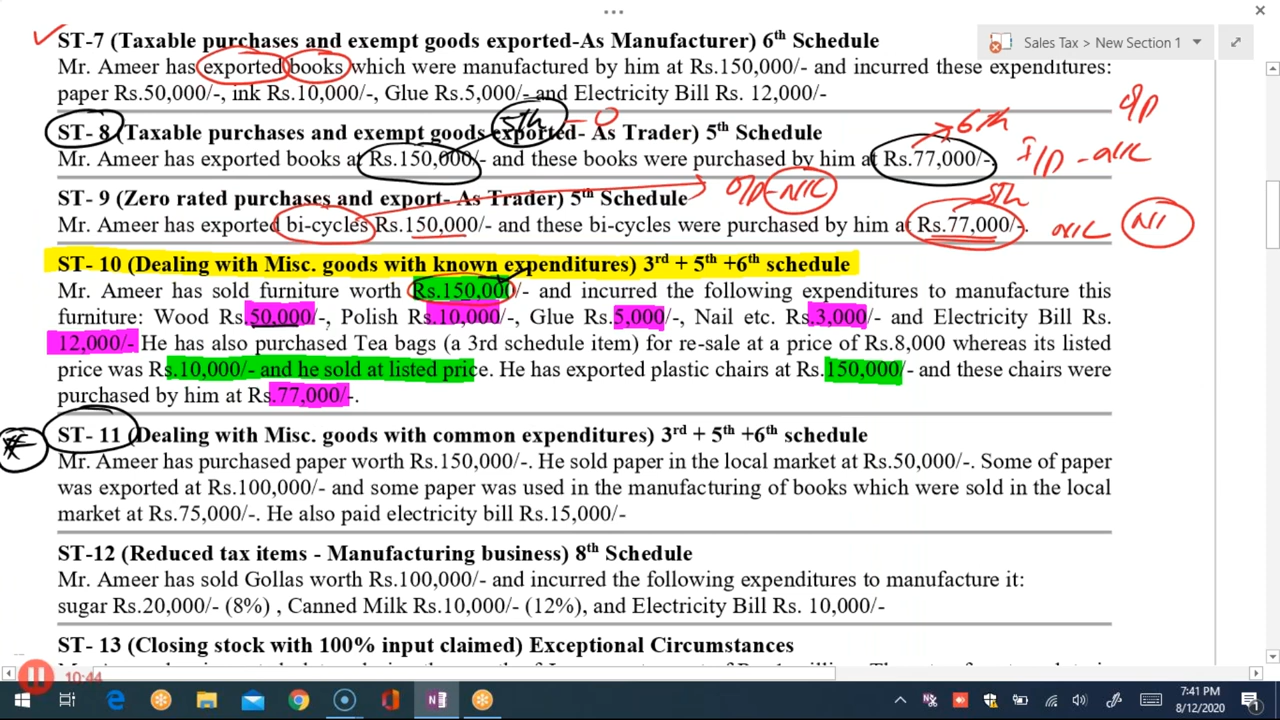 Sales Tax > New Section 1
ST-7 (Taxable purchases and exempt goods exported-As Manufacturer) 6th Schedule
Mr. Ameer has exported books which were manufactured by him at Rs.150,000/- and incurred these expenditures:
paper Rs.50,000/-, ink Rs.10,000/-, Glue Rs.5,000/- and Electricity Bill Rs. 12,000/-
5th - 0
6th
O/P
ST- 8 (Taxable purchases and exempt goods exported- As Trader) 5th Schedule
Mr. Ameer has exported books at Rs.150,000/- and these books were purchased by him at Rs.77,000/-.
I/P
ST- 9 (Zero rated purchases and export- As Trader) 5th Schedule
O/P-
5th
Mr. Ameer has exported bi-cycles Rs.150,000/- and these bi-cycles were purchased by him at Rs.77,000/-.
ST- 10 (Dealing with Misc. goods with known expenditures) 3rd + 5th +6th schedule
Mr. Ameer has sold furniture worth Rs.150,000/- and incurred the following expenditures to manufacture this
furniture: Wood Rs.50,000/-, Polish Rs.10,000/-, Glue Rs.5,000/-, Nail etc. Rs.3,000/- and Electricity Bill Rs.
12,000/- He has also purchased Tea bags (a 3rd schedule item) for re-sale at a price of Rs.8,000 whereas its listed
price was Rs.10,000/- and he sold at listed price. He has exported plastic chairs at Rs.150,000/- and these chairs were
purchased by him at Rs.77,000/-.
ST- 11 (Dealing with Misc. goods with common expenditures) 3rd + 5th +6th schedule
Mr. Ameer has purchased paper worth Rs.150,000/-. He sold paper in the local market at Rs.50,000/-. Some of paper
was exported at Rs.100,000/- and some paper was used in the manufacturing of books which were sold in the local
market at Rs.75,000/-. He also paid electricity bill Rs.15,000/-
ST-12 (Reduced tax items - Manufacturing business) 8th Schedule
Mr. Ameer has sold Gollas worth Rs.100,000/- and incurred the following expenditures to manufacture it:
sugar Rs.20,000/- (8%) , Canned Milk Rs.10,000/- (12%), and Electricity Bill Rs. 10,000/-
ST- 13 (Closing stock with 100% input claimed) Exceptional Circumstances
10:44
7:41 PM
8/12/2020